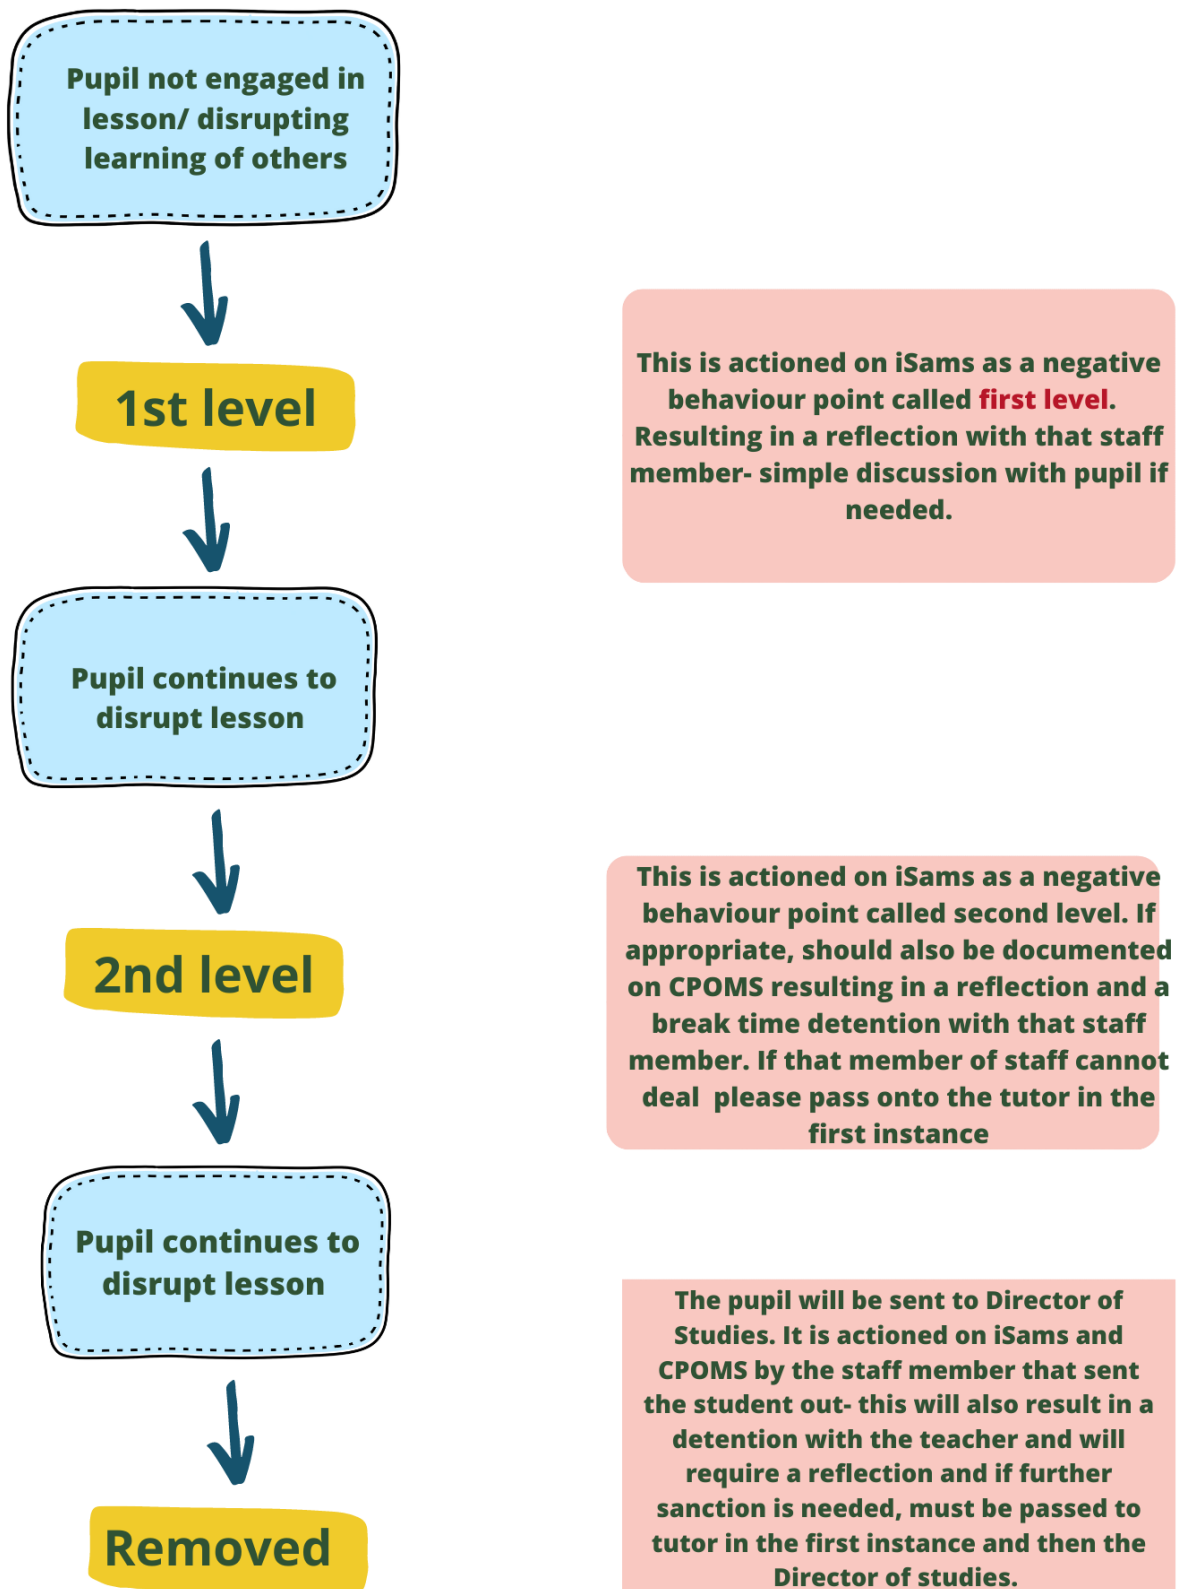 Pupil not engaged in
lesson/ disrupting
learning of others
1st level
This is actioned on iSams as a negative
behaviour point called first level.
Resulting in a reflection with that staff
member- simple discussion with pupil if
needed.
Pupil continues to
disrupt lesson
2nd level
This is actioned on iSams as a negative
behaviour point called second level. If
appropriate, should also be documented
on CPOMS resulting in a reflection and a
break time detention with that staff
member. If that member of staff cannot
deal  please pass onto the tutor in the
first instance
Pupil continues to
disrupt lesson
Removed
The pupil will be sent to Director of
Studies. It is actioned on iSams and
CPOMS by the staff member that sent
the student out- this will also result in a
detention with the teacher and will
require a reflection and if further
sanction is needed, must be passed to
tutor in the first instance and then the
Director of studies.